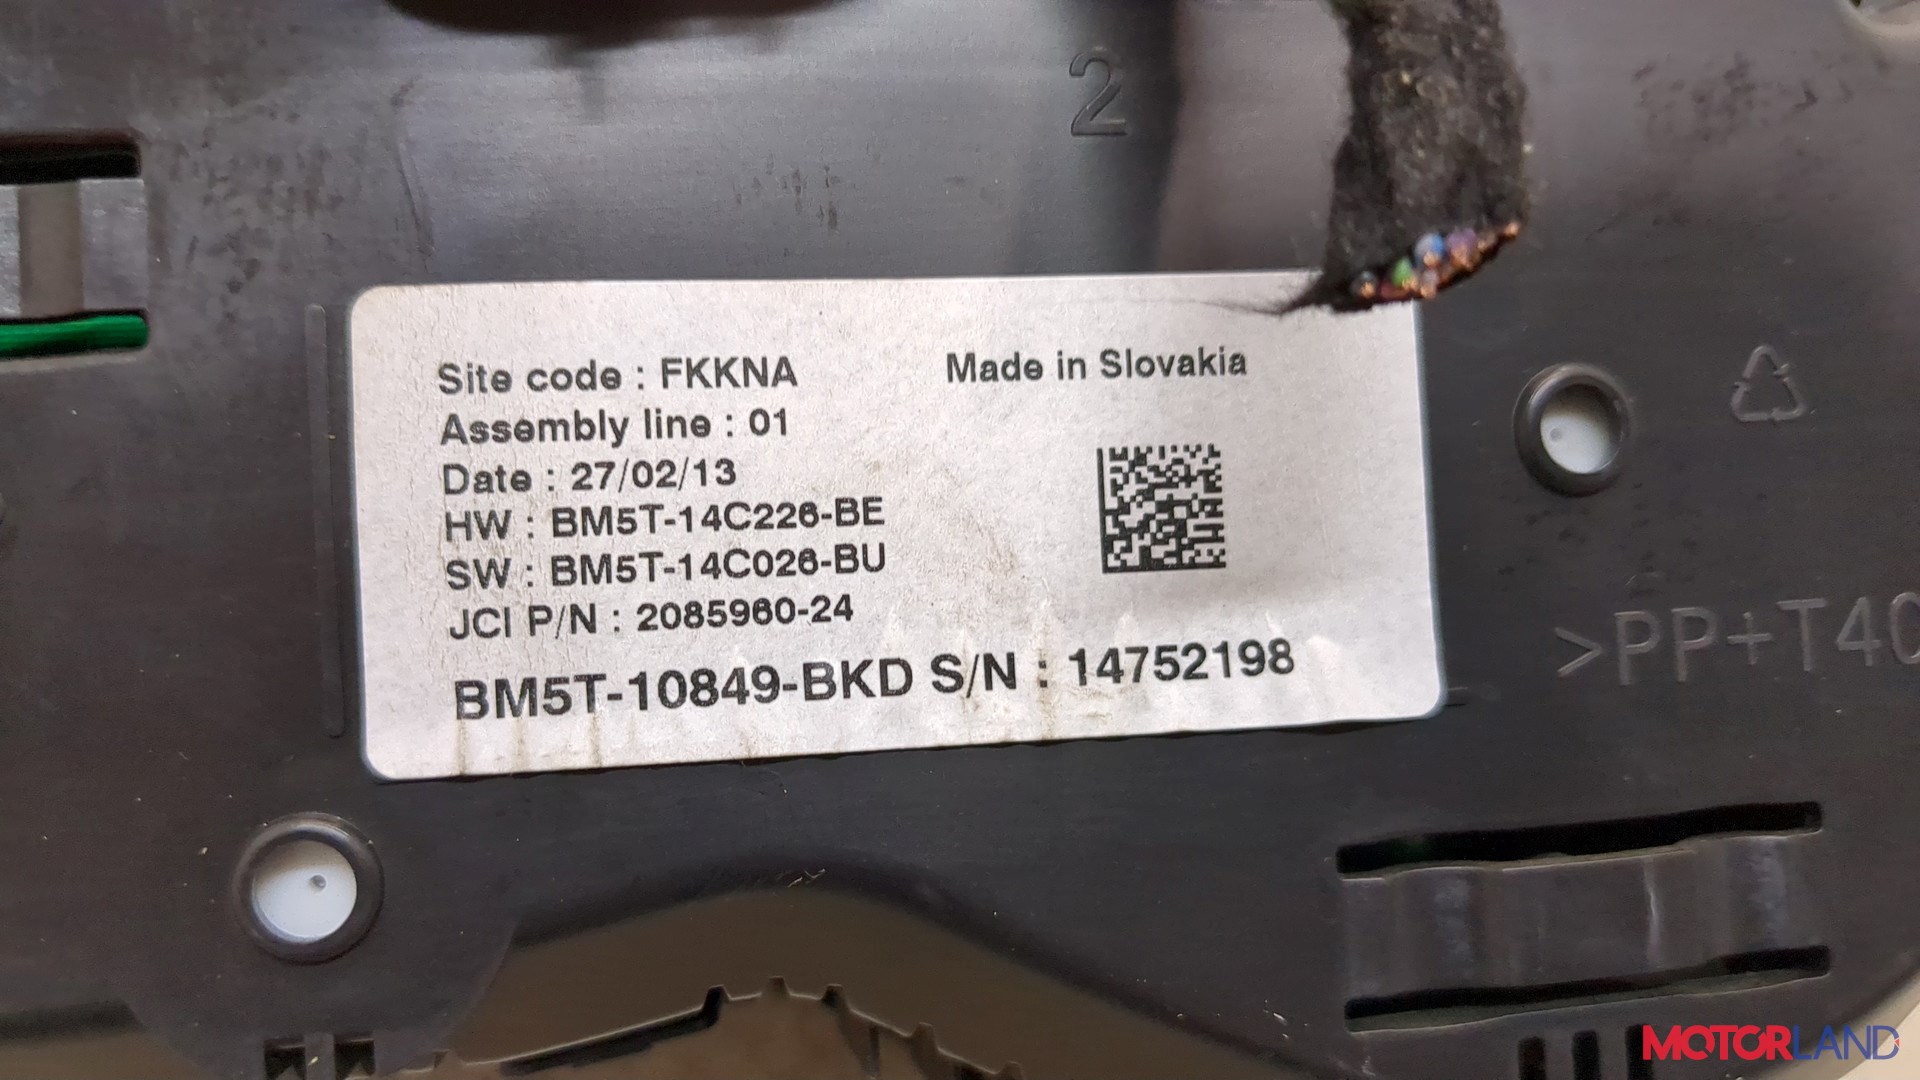 2
Site code : FKKNA
Made in Slovakia
Assembly line : 01
Date : 27/02/13
HW : BM5T-14C226-BE
SW : BM5T-14C026-BU
JCI P/N : 2085960-24
BM5T-10849-BKD S/N : 14752198
>PP+T40
MOTORLAND